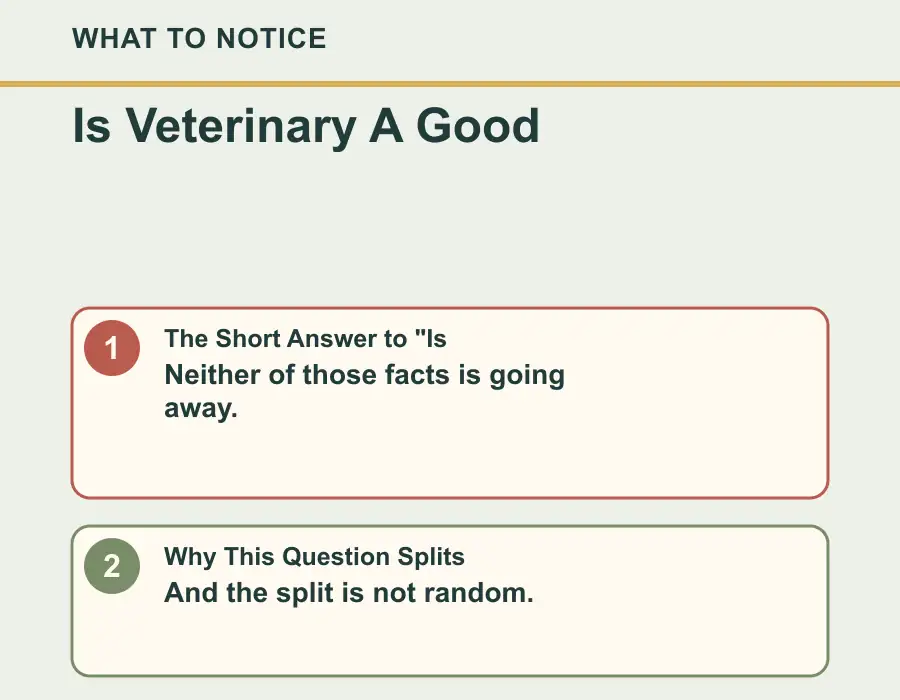 WHAT TO NOTICE
Is Veterinary A Good
1
The Short Answer to "Is
Neither of those facts is going
away.
2
Why This Question Splits
And the split is not random.